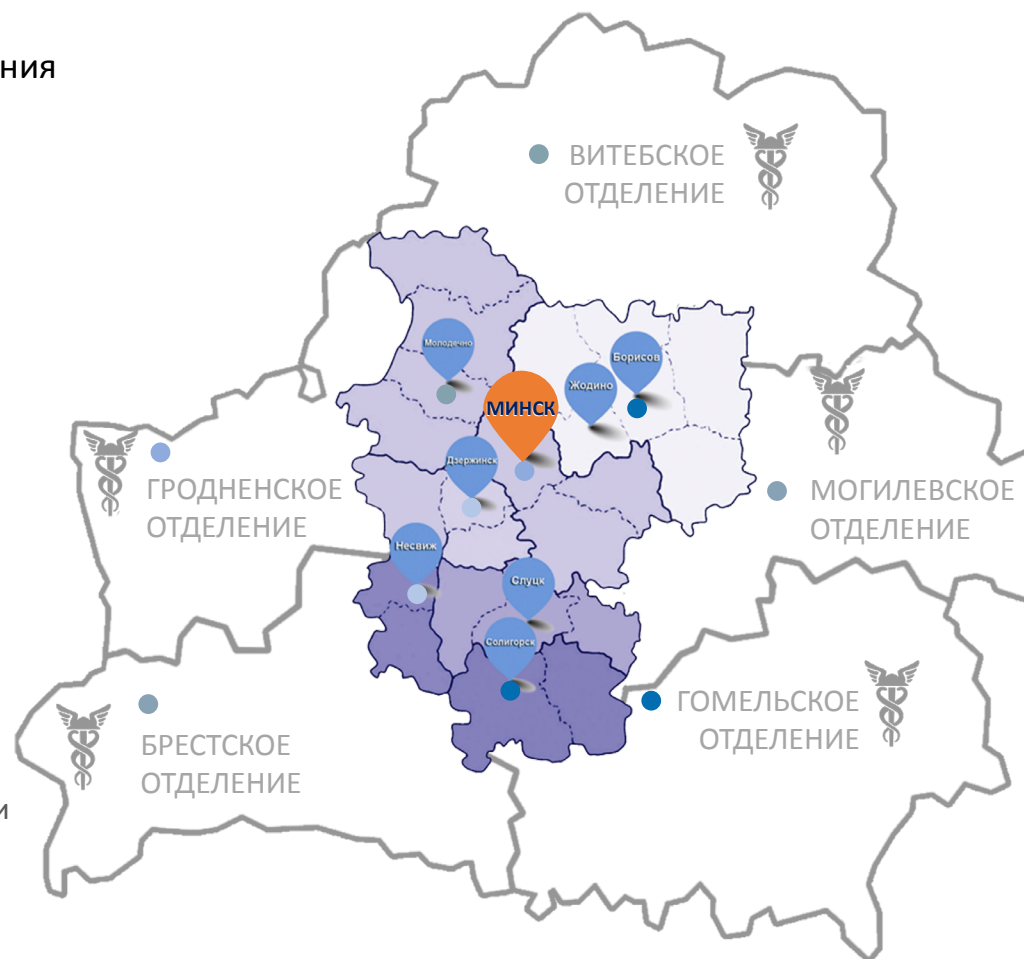 ния
ВИТЕБСКОЕ
ОТДЕЛЕНИЕ
Молодечно
Борисов
Жодино
МИНСК
Дзержинск
ГРОДНЕНСКОЕ
ОТДЕЛЕНИЕ
МОГИЛЕВСКОЕ
ОТДЕЛЕНИЕ
Несвиж
Слуцк
Солигорск
ГОМЕЛЬСКОЕ
ОТДЕЛЕНИЕ
БРЕСТСКОЕ
ОТДЕЛЕНИЕ
и